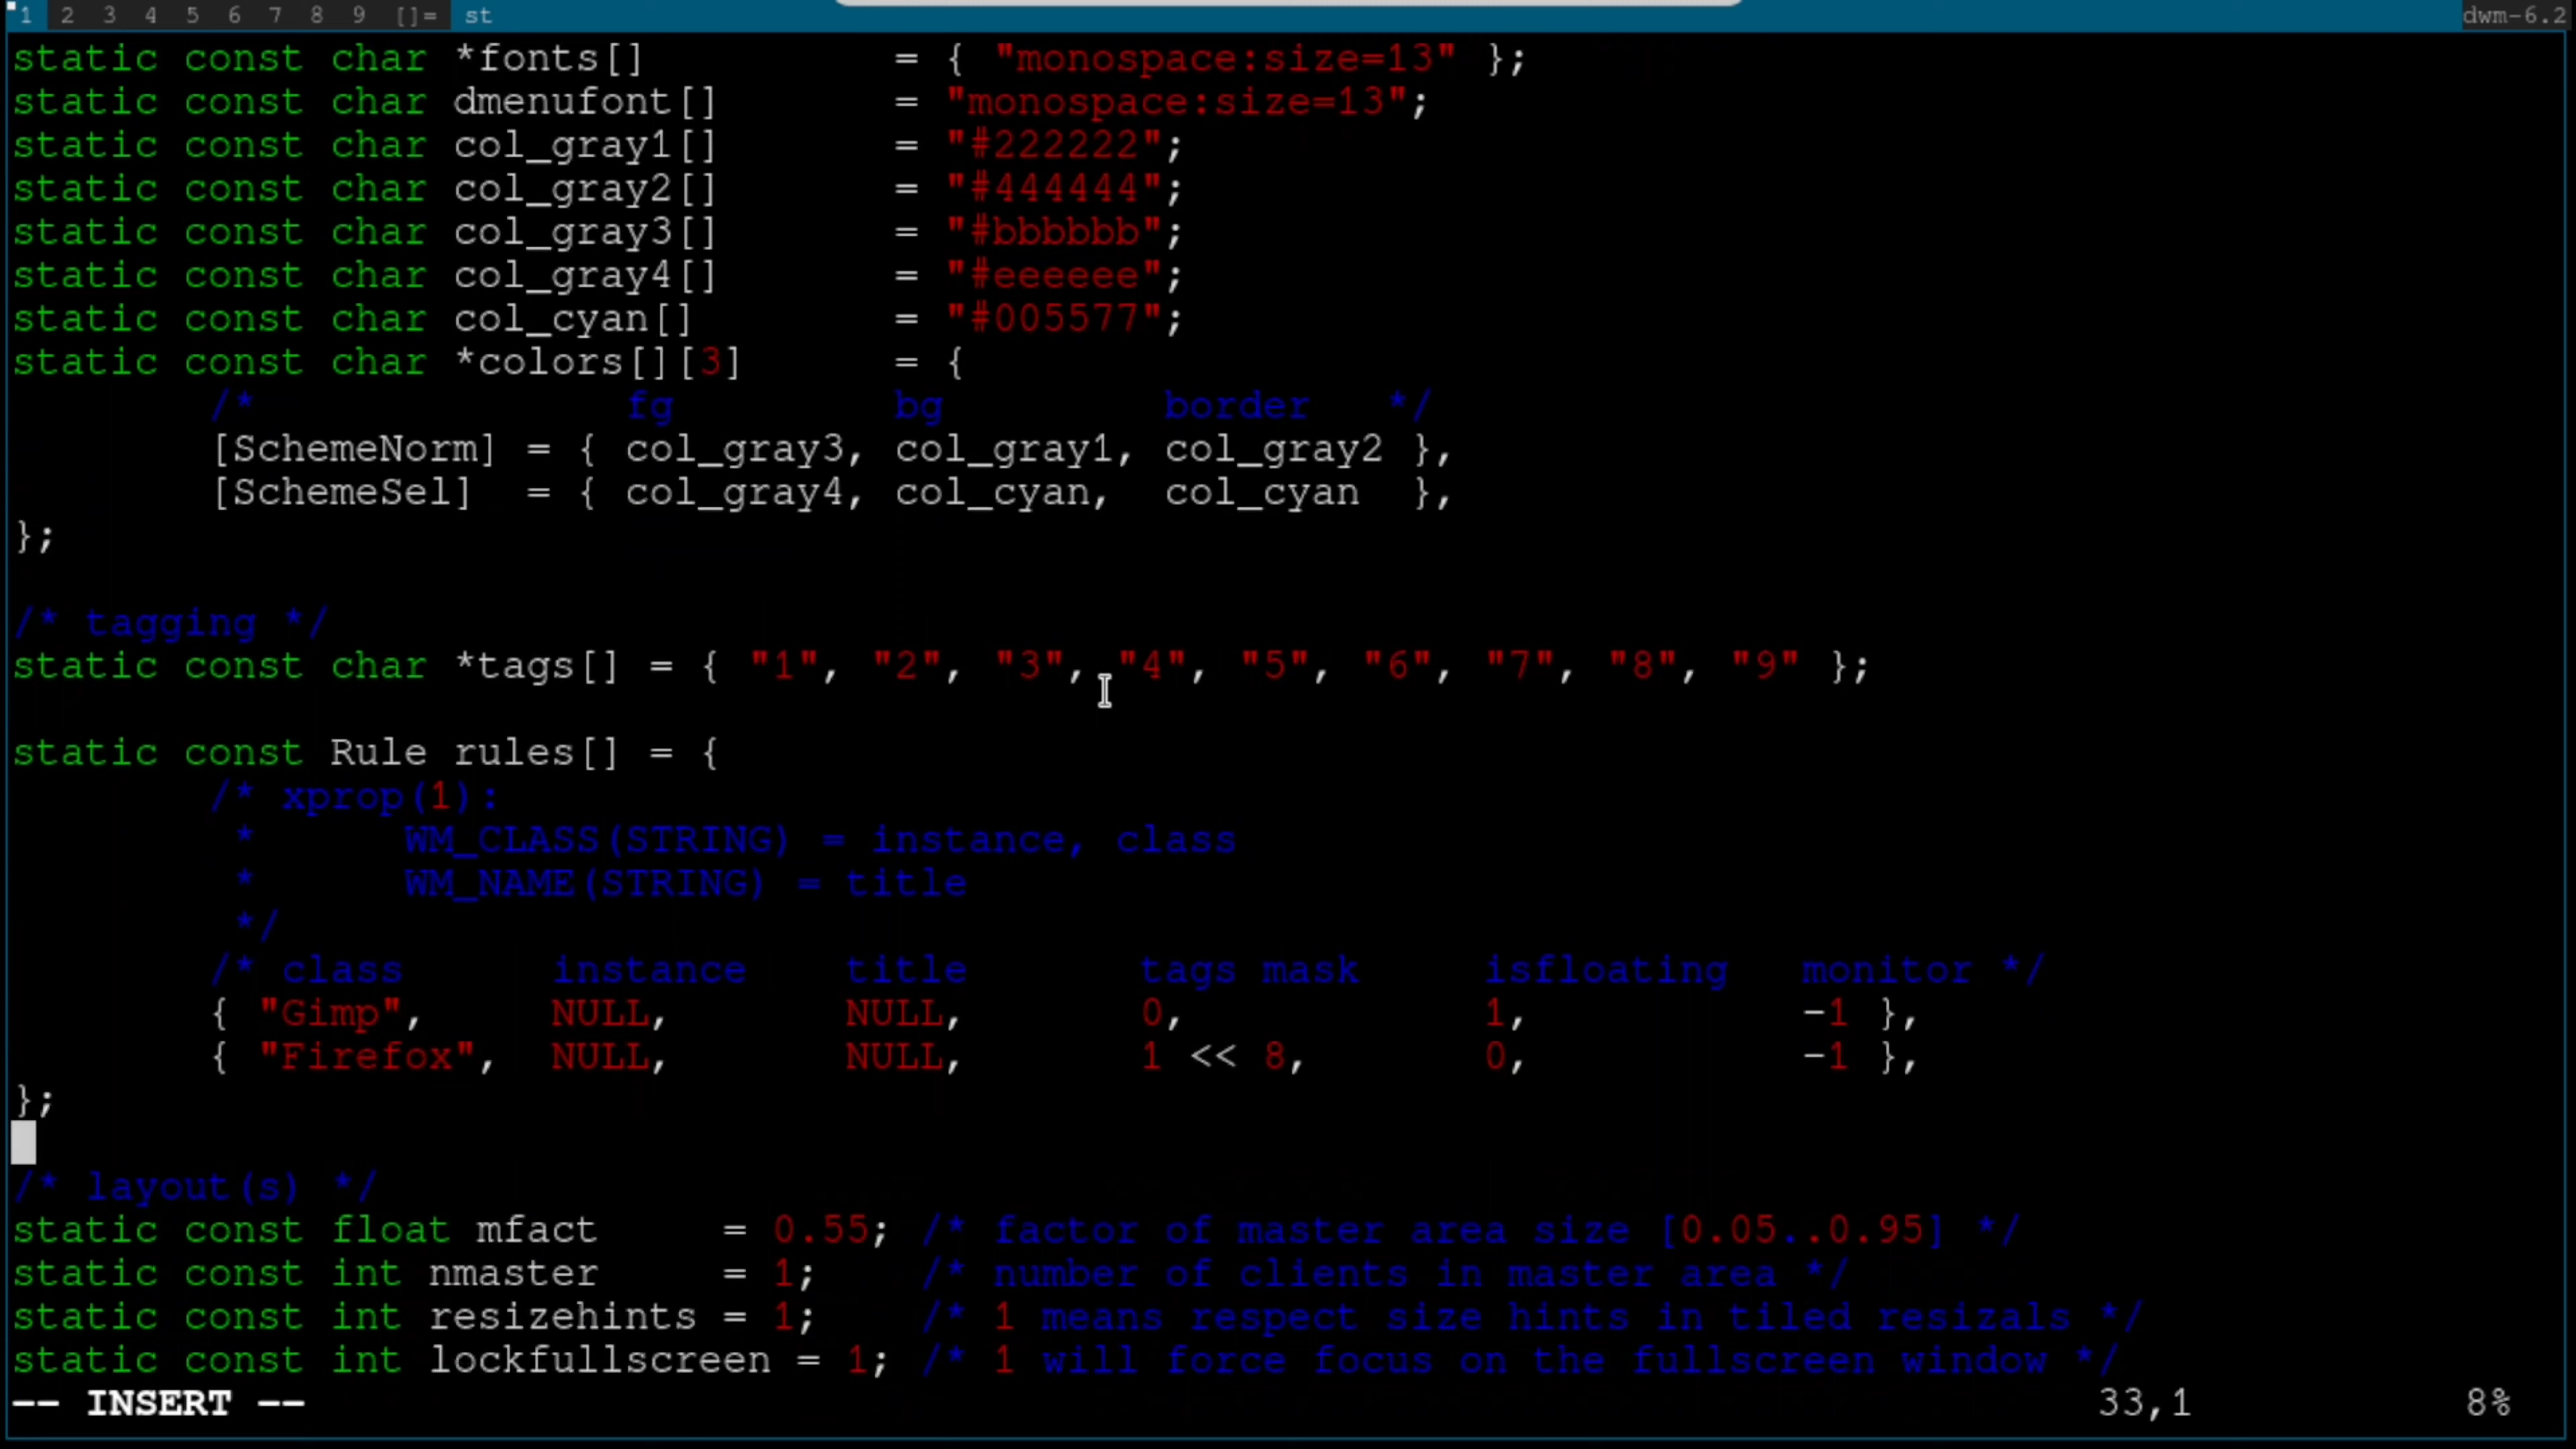 1 2 3 4 5 6 7 8 9 []= st dwm-6.2
static const char *fonts[] = { "monospace:size=13" };
static const char dmenufont[] = "monospace:size=13";
static const char col_gray1[] = "#222222";
static const char col_gray2[] = "#444444";
static const char col_gray3[] = "#bbbbbb";
static const char col_gray4[] = "#eeeeee";
static const char col_cyan[] = "#005577";
static const char *colors[][3] = {
/* fg bg border */
[SchemeNorm] = { col_gray3, col_gray1, col_gray2 },
[SchemeSel] = { col_gray4, col_cyan, col_cyan },
};
/* tagging */
static const char *tags[] = { "1", "2", "3", "4", "5", "6", "7", "8", "9" };
static const Rule rules[] = {
/* xprop(1):
* WM_CLASS(STRING) = instance, class
* WM_NAME(STRING) = title
*/
/* class instance title tags mask isfloating monitor */
{ "Gimp", NULL, NULL, 0, 1, -1 },
{ "Firefox", NULL, NULL, 1 << 8, 0, -1 },
};
/* layout(s) */
static const float mfact = 0.55; /* factor of master area size [0.05..0.95] */
static const int nmaster = 1; /* number of clients in master area */
static const int resizehints = 1; /* 1 means respect size hints in tiled resizals */
static const int lockfullscreen = 1; /* 1 will force focus on the fullscreen window */
-- INSERT -- 33,1 8%